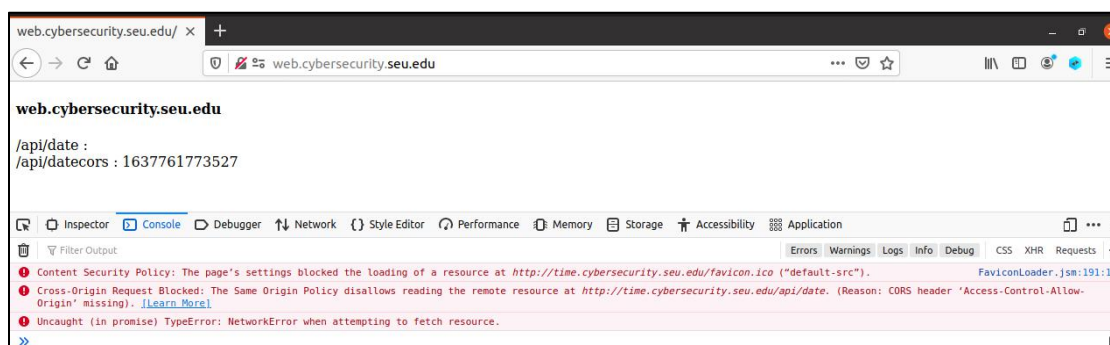 web.cybersecurity.seu.edu/
web.cybersecurity.seu.edu
web.cybersecurity.seu.edu
/api/date :
/api/datecors : 1637761773527
Inspector Console Debugger Network {} Style Editor Performance Memory Storage Accessibility Application
Filter Output Errors Warnings Logs Info Debug CSS XHR Requests
Content Security Policy: The page's settings blocked the loading of a resource at http://time.cybersecurity.seu.edu/favicon.ico ("default-src"). FaviconLoader.jsm:191:1
Cross-Origin Request Blocked: The Same Origin Policy disallows reading the remote resource at http://time.cybersecurity.seu.edu/api/date. (Reason: CORS header ‘Access-Control-Allow-
Origin’ missing). [Learn More]
Uncaught (in promise) TypeError: NetworkError when attempting to fetch resource.